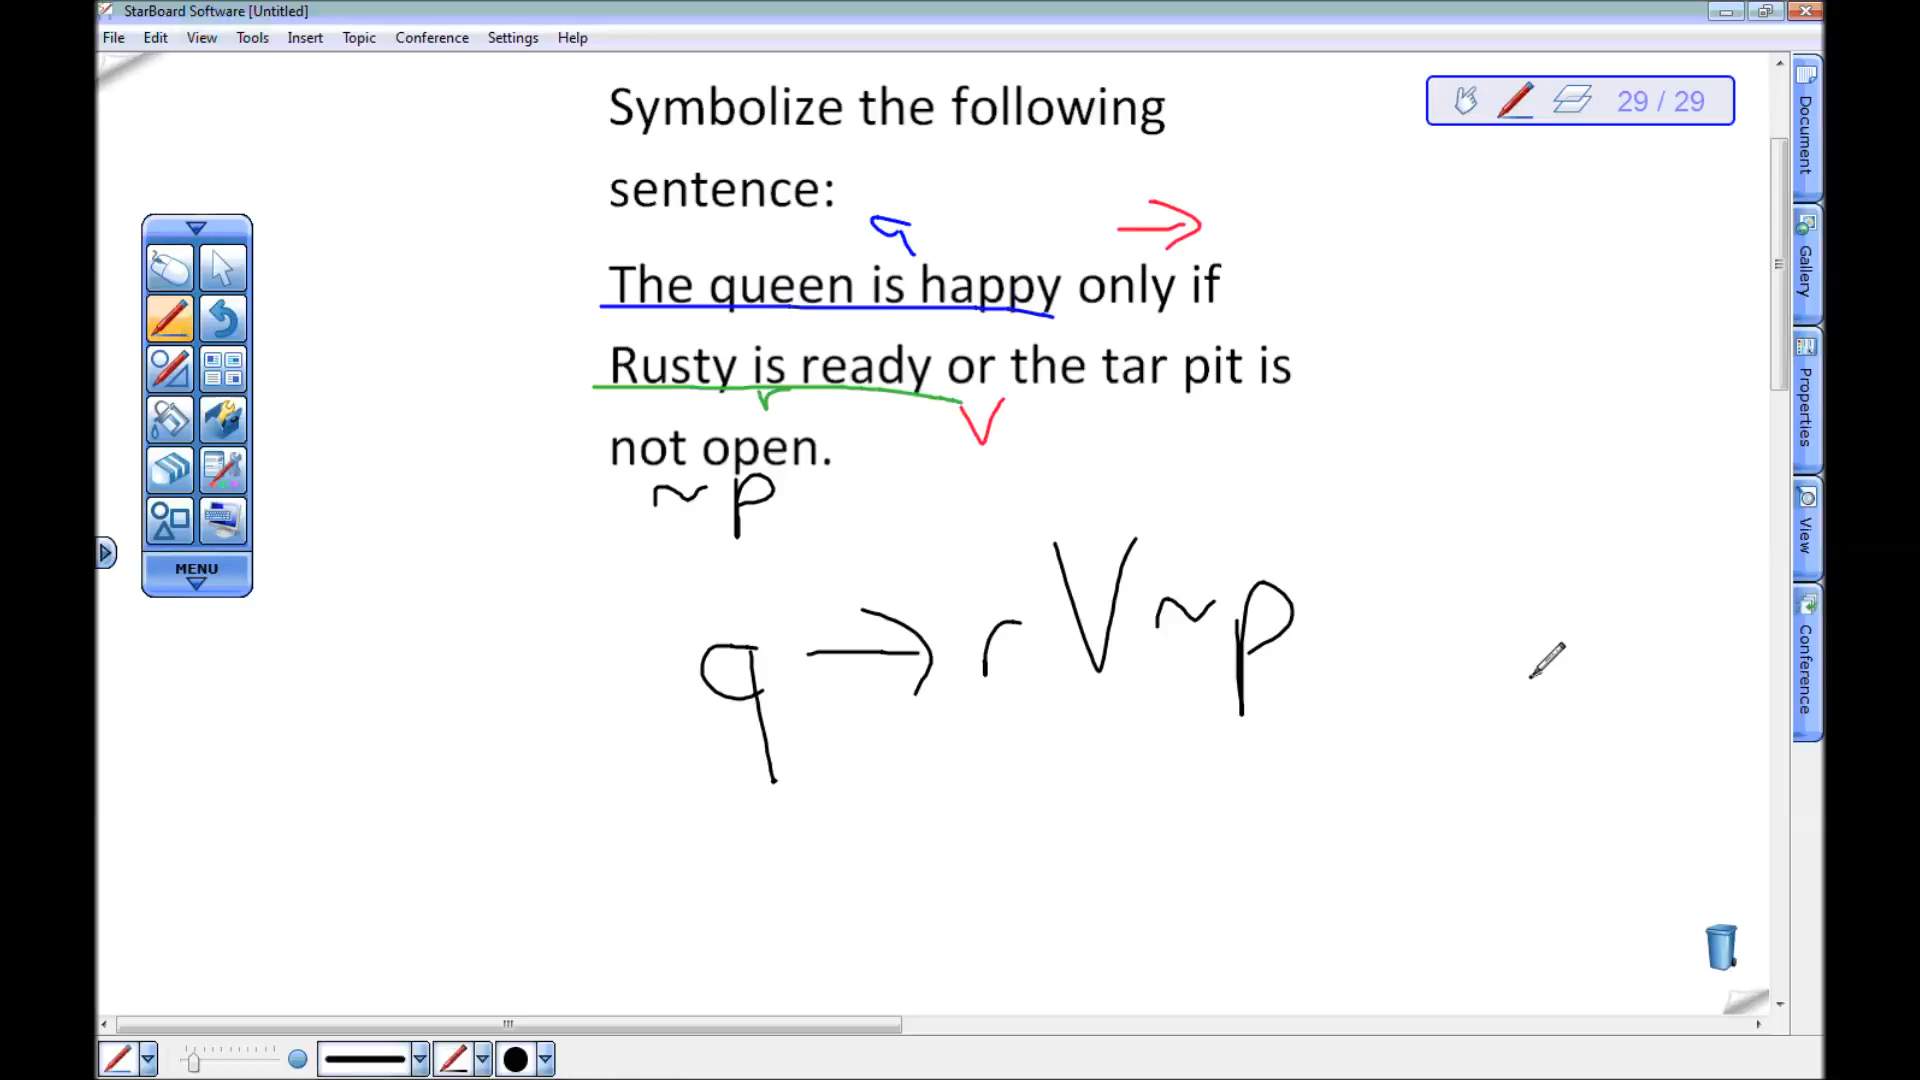 StarBoard Software [Untitled]
File Edit View Tools Insert Topic Conference Settings Help
Symbolize the following
29 / 29
sentence:
q →
The queen is happy only if
Rusty is ready or the tar pit is
r V
not open.
~ p
q → r V ~ p
MENU
Document
Gallery
Properties
View
Conference